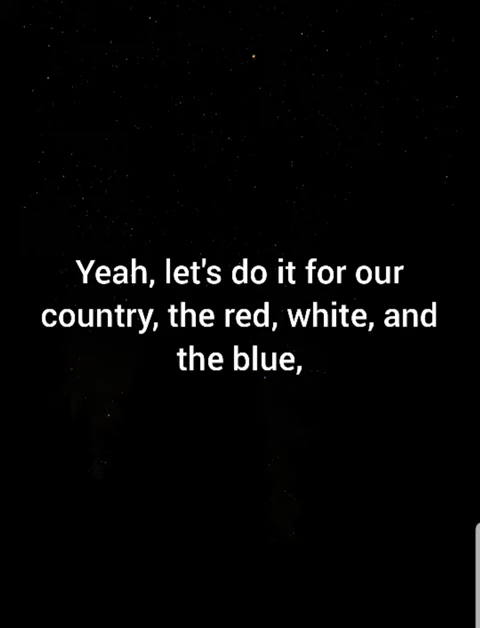 Yeah, let's do it for our
country, the red, white, and
the blue,